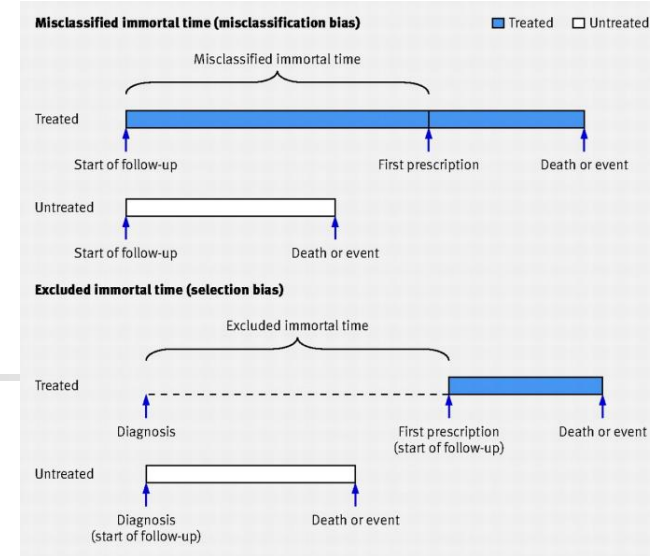 Misclassified immortal time (misclassification bias)
Treated
Untreated
Misclassified immortal time
Treated
Start of follow-up
First prescription
Death or event
Untreated
Start of follow-up
Death or event
Excluded immortal time (selection bias)
Excluded immortal time
Treated
Diagnosis
First prescription
(start of follow-up)
Death or event
Untreated
Diagnosis
(start of follow-up)
Death or event